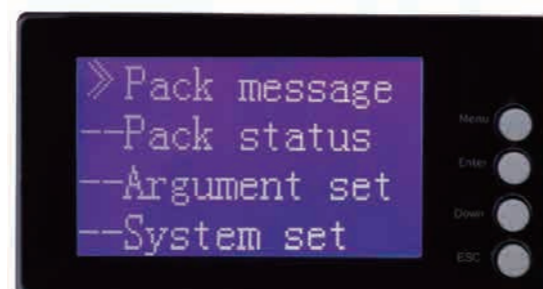 »Pack message
--Pack status
--Argument set
--System set
Menu
Enter
Down
ESC